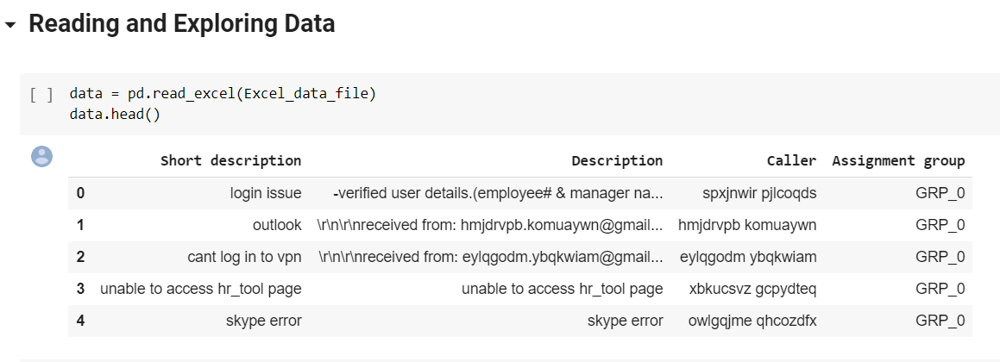 Reading and Exploring Data
[ ] data = pd.read_excel(Excel_data_file)
data.head()
Short description Description Caller Assignment group
0 login issue -verified user details.(employee# & manager na... spxjnwir pjlcoqds GRP_0
1 outlook \r\n\r\nreceived from: hmjdrvpb.komuaywn@gmail... hmjdrvpb komuaywn GRP_0
2 cant log in to vpn \r\n\r\nreceived from: eylqgodm.ybqkwiam@gmail... eylqgodm ybqkwiam GRP_0
3 unable to access hr_tool page unable to access hr_tool page xbkucsvz gcpydteq GRP_0
4 skype error skype error owlgqjme qhcozdfx GRP_0